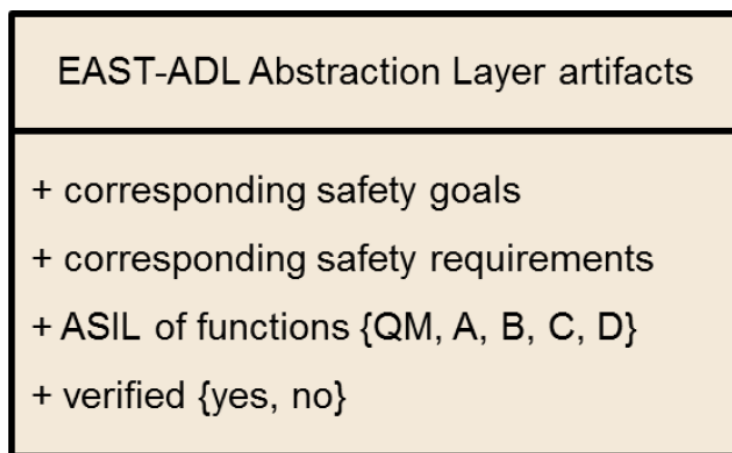 EAST-ADL Abstraction Layer artifacts
+ corresponding safety goals
+ corresponding safety requirements
+ ASIL of functions {QM, A, B, C, D}
+ verified {yes, no}